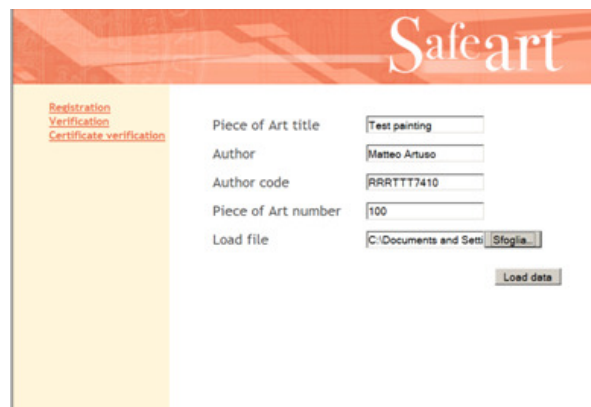 Safeart
Registration
Verification
Certificate verification
Piece of Art title Test painting
Author Matteo Artuso
Author code RRRTTT7410
Piece of Art number 100
Load file C:\Documents and Setti Sfoglia...
Load data